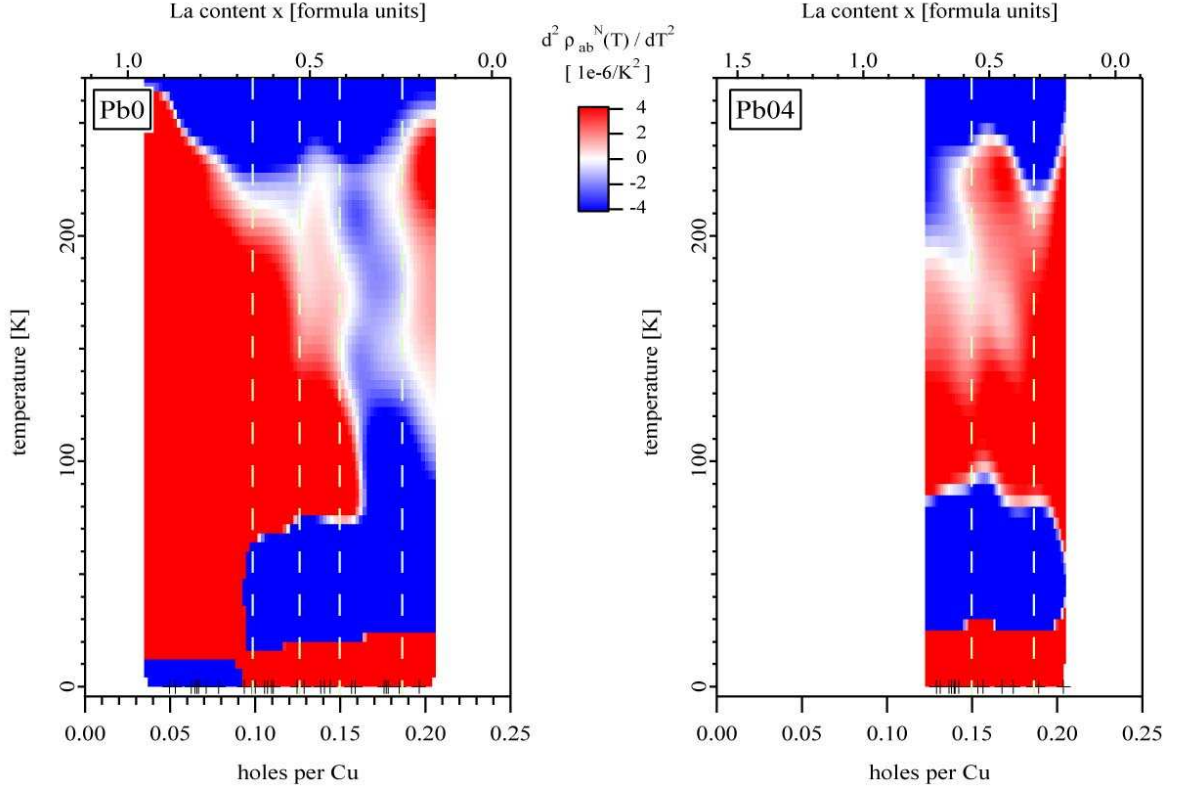 La content x [formula units]
1.0 0.5 0.0
Pb0
temperature [K]
200
100
0
0.00 0.05 0.10 0.15 0.20 0.25
holes per Cu
d² ρ_ab^N(T) / dT²
[ 1e-6/K² ]
4
2
0
-2
-4
La content x [formula units]
1.5 1.0 0.5 0.0
Pb04
temperature [K]
200
100
0
0.00 0.05 0.10 0.15 0.20 0.25
holes per Cu